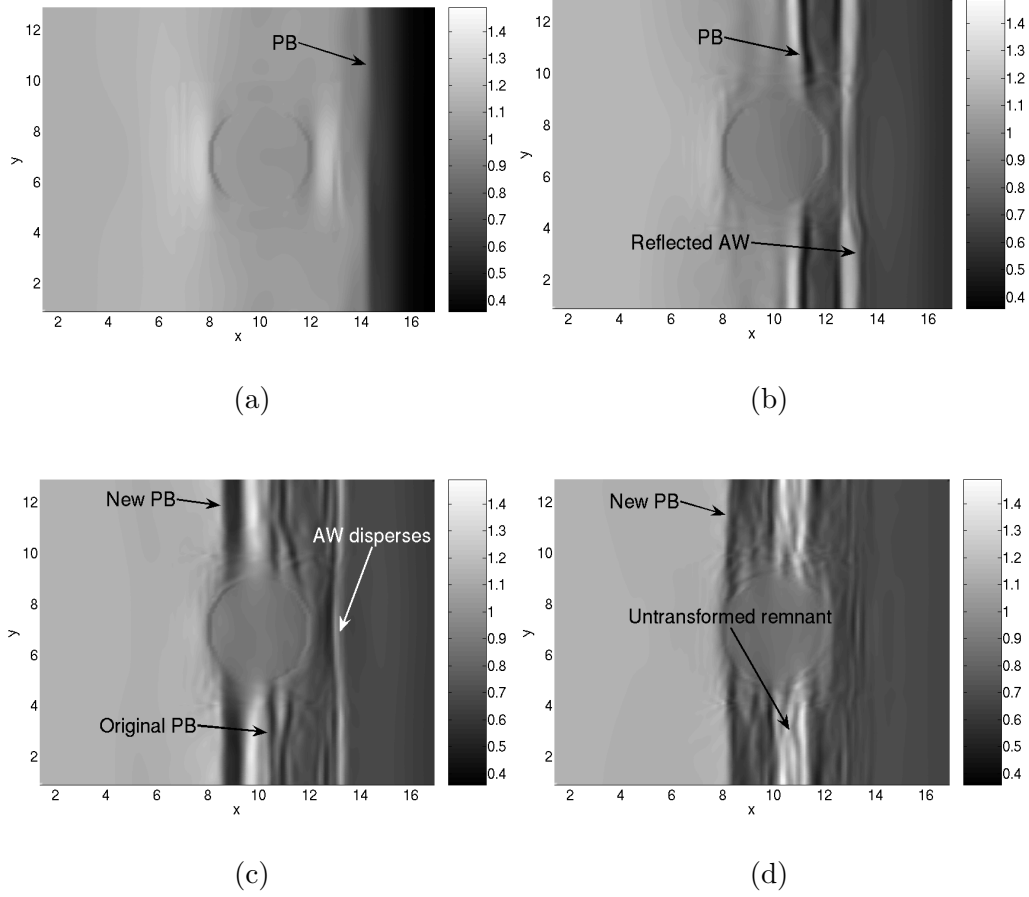 12
10
8
6
4
2
y
PB
2 4 6 8 10 12 14 16
x
1.4
1.3
1.2
1.1
1
0.9
0.8
0.7
0.6
0.5
0.4
(a)
12
10
8
6
4
2
y
PB
Reflected AW
2 4 6 8 10 12 14 16
x
1.4
1.3
1.2
1.1
1
0.9
0.8
0.7
0.6
0.5
0.4
(b)
12
10
8
6
4
2
y
New PB
AW disperses
Original PB
2 4 6 8 10 12 14 16
x
1.4
1.3
1.2
1.1
1
0.9
0.8
0.7
0.6
0.5
0.4
(c)
12
10
8
6
4
2
y
New PB
Untransformed remnant
2 4 6 8 10 12 14 16
x
1.4
1.3
1.2
1.1
1
0.9
0.8
0.7
0.6
0.5
0.4
(d)